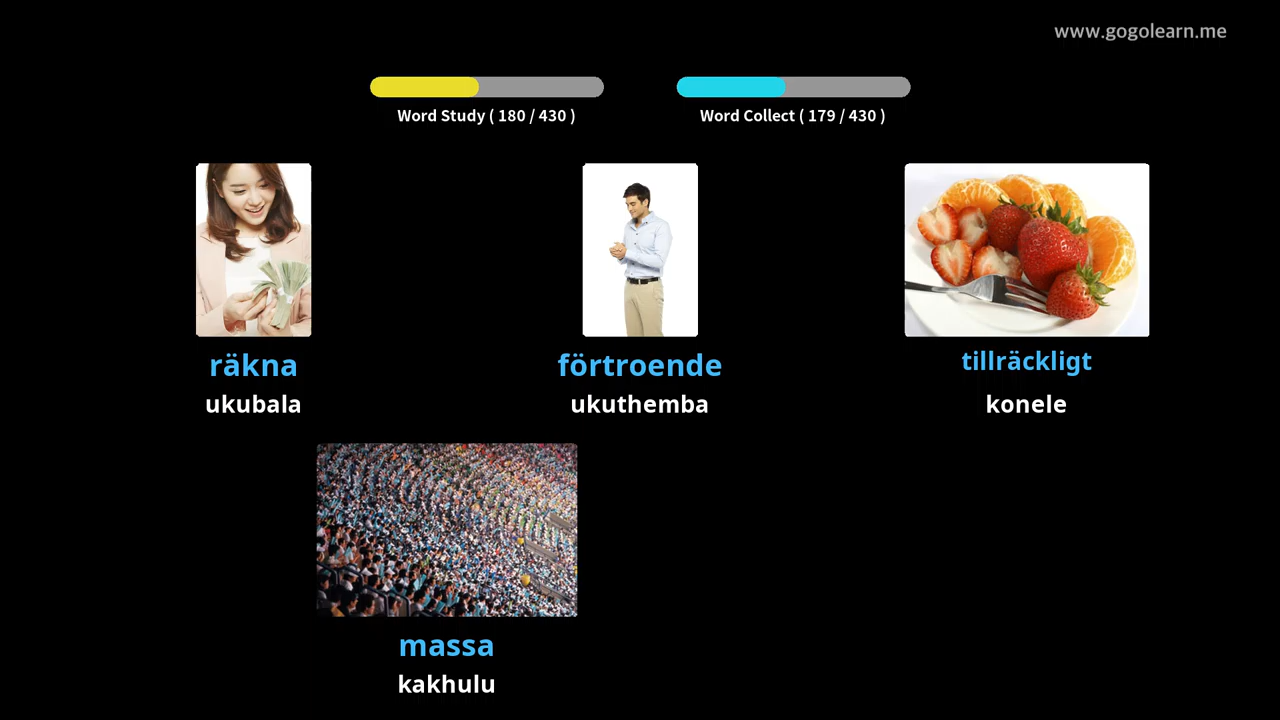 www.gogolearn.me
Word Study ( 180 / 430 )
Word Collect ( 179 / 430 )
räkna
ukubala
förtroende
ukuthemba
tillräckligt
konele
massa
kakhulu